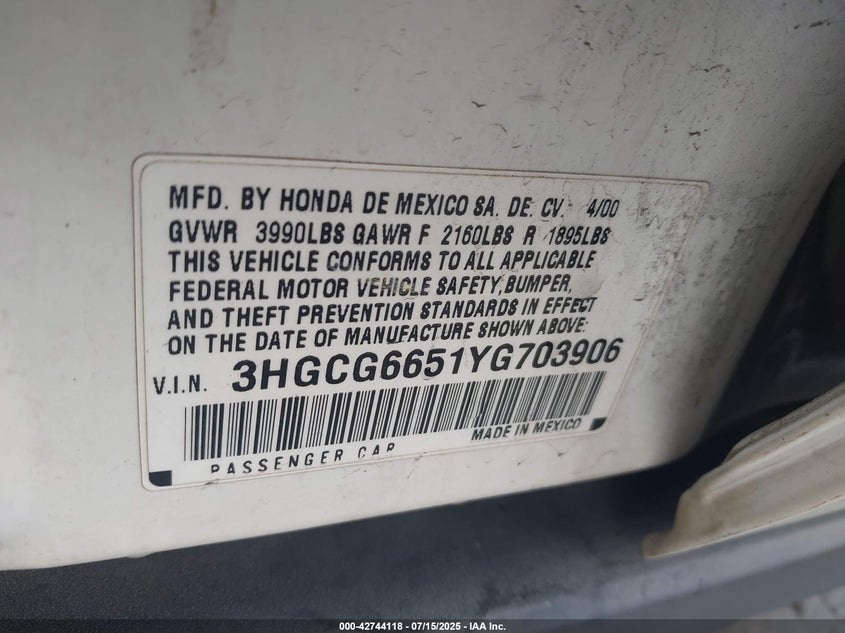 MFD. BY HONDA DE MEXICO SA. DE. CV. 4/00
GVWR 3990LBS GAWR F 2160LBS R 1895LBS
THIS VEHICLE CONFORMS TO ALL APPLICABLE
FEDERAL MOTOR VEHICLE SAFETY, BUMPER,
AND THEFT PREVENTION STANDARDS IN EFFECT
ON THE DATE OF MANUFACTURE SHOWN ABOVE:
V.I.N. 3HGCG6651YG703906
PASSENGER CAR MADE IN MEXICO
000-42744118 - 07/15/2025 - IAA Inc.